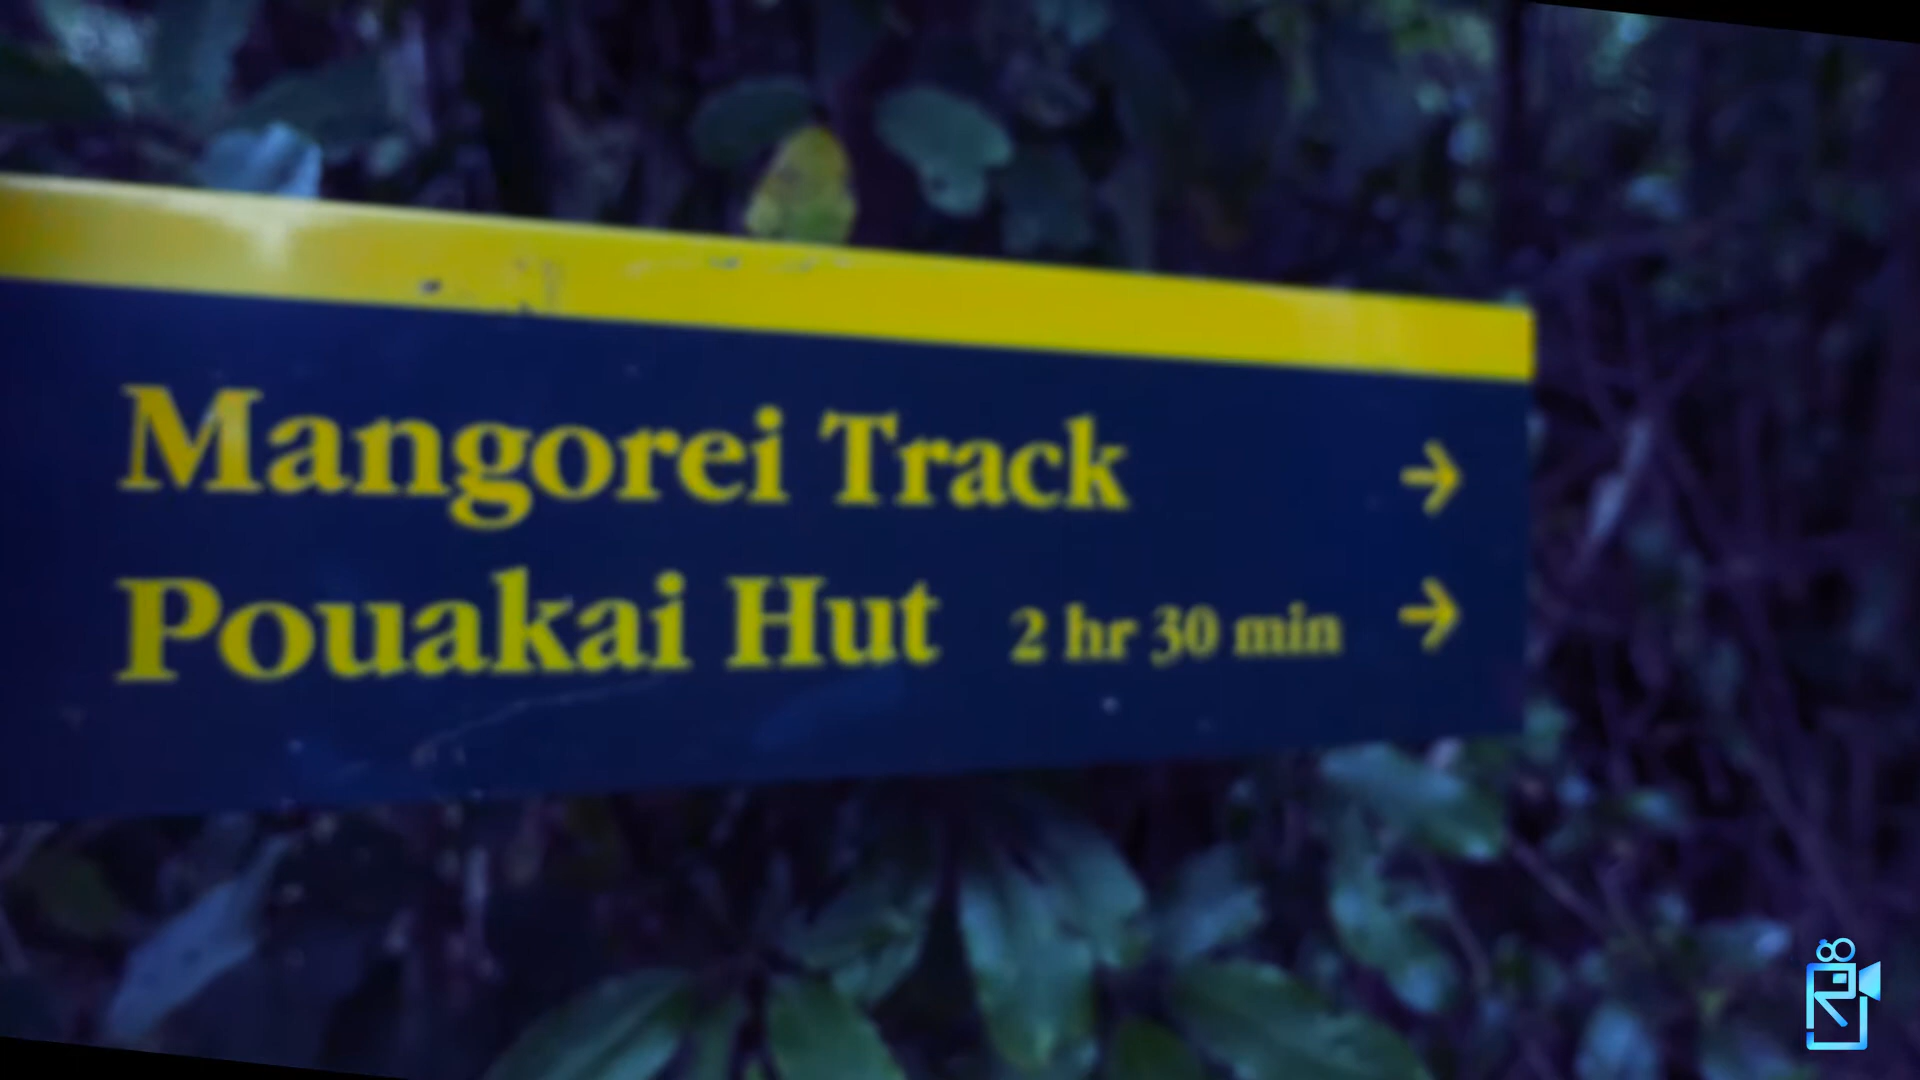 Mangorei Track →
Pouakai Hut 2 hr 30 min →